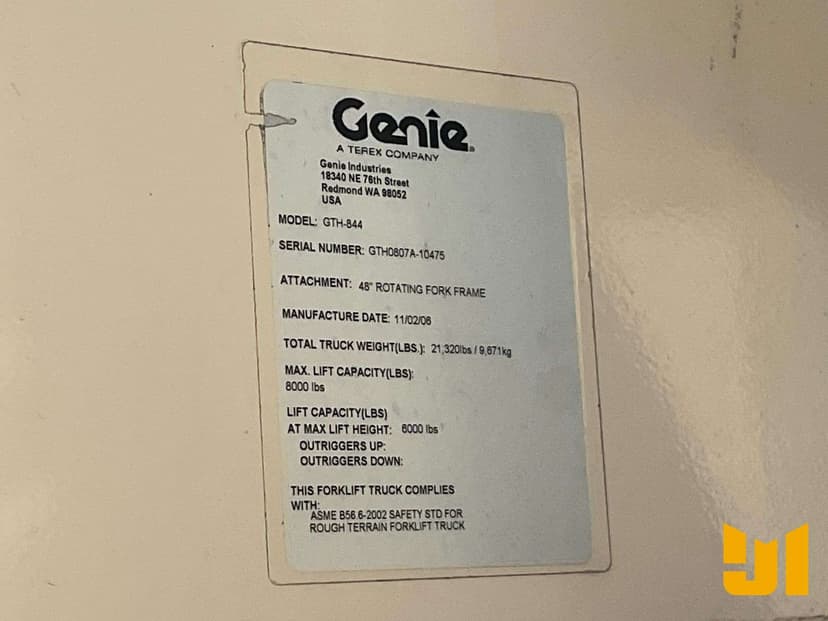 Genie
A TEREX COMPANY
Genie Industries
18340 NE 76th Street
Redmond WA 98052
USA
MODEL: GTH-844
SERIAL NUMBER: GTH0807A-10475
ATTACHMENT: 48" ROTATING FORK FRAME
MANUFACTURE DATE: 11/02/06
TOTAL TRUCK WEIGHT(LBS.): 21,320lbs / 9,671kg
MAX. LIFT CAPACITY(LBS):
8000 lbs
LIFT CAPACITY(LBS)
AT MAX LIFT HEIGHT: 6000 lbs
OUTRIGGERS UP:
OUTRIGGERS DOWN:
THIS FORKLIFT TRUCK COMPLIES
WITH:
ASME B56.6-2002 SAFETY STD FOR
ROUGH TERRAIN FORKLIFT TRUCK